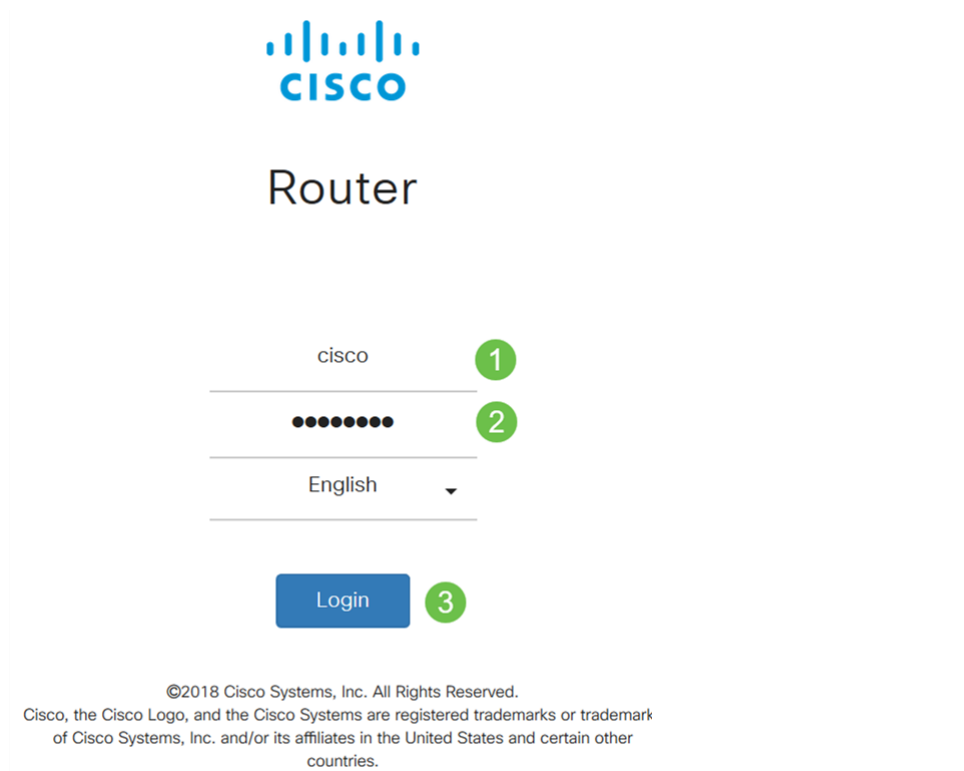 CISCO
Router
cisco
1
●●●●●●●●
2
English
Login
3
©2018 Cisco Systems, Inc. All Rights Reserved.
Cisco, the Cisco Logo, and the Cisco Systems are registered trademarks or trademark
of Cisco Systems, Inc. and/or its affiliates in the United States and certain other
countries.